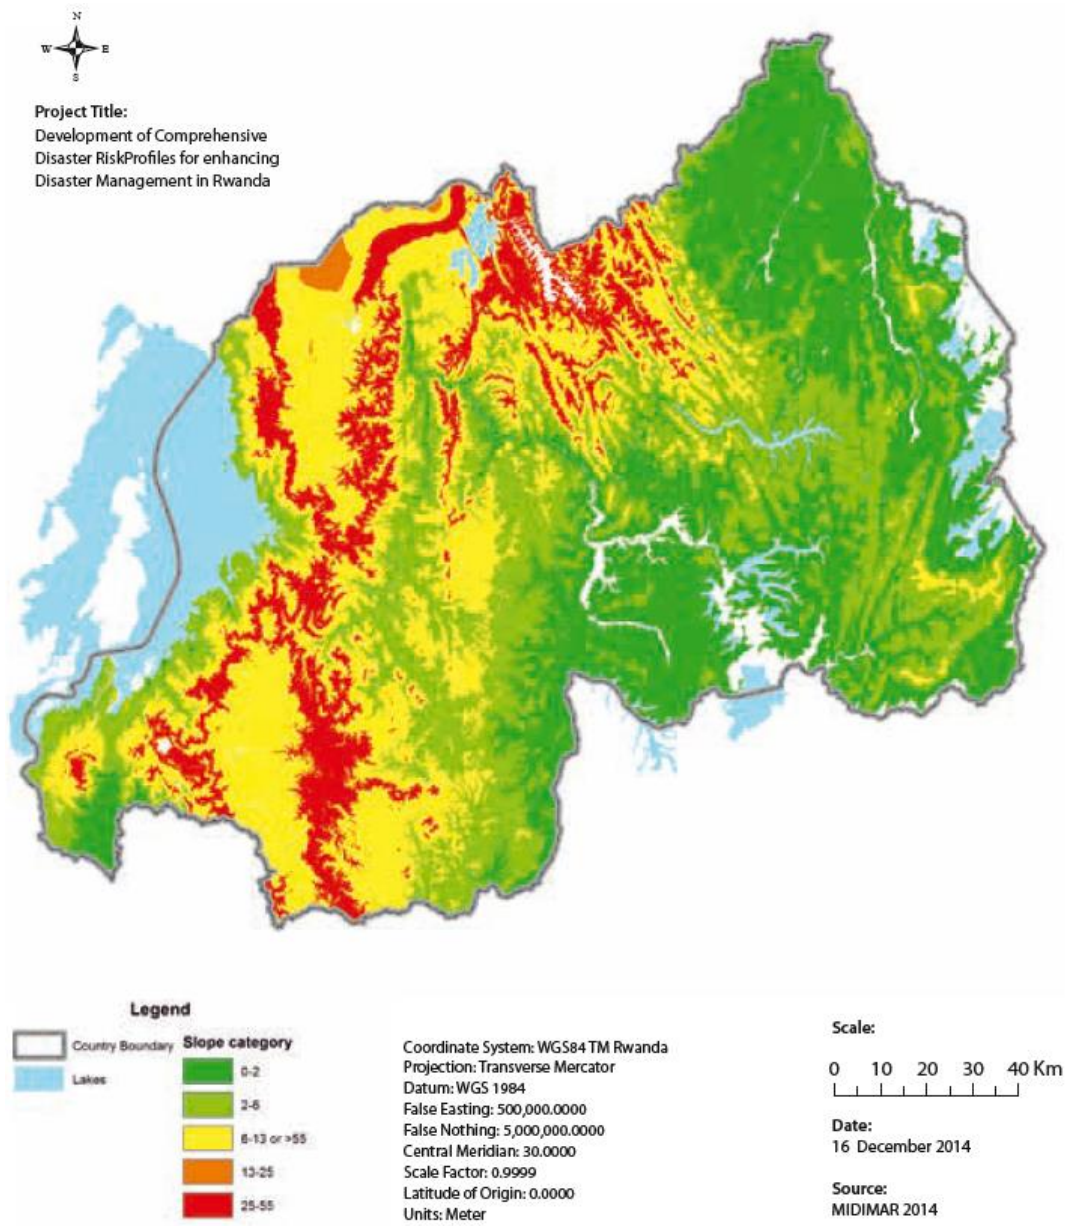 N
W E
S
Project Title:
Development of Comprehensive
Disaster RiskProfiles for enhancing
Disaster Management in Rwanda
Legend
Country Boundary
Lakes
Slope category
0-2
2-6
6-13 or >55
13-25
25-55
Coordinate System: WGS84 TM Rwanda
Projection: Transverse Mercator
Datum: WGS 1984
False Easting: 500,000.0000
False Nothing: 5,000,000.0000
Central Meridian: 30.0000
Scale Factor: 0.9999
Latitude of Origin: 0.0000
Units: Meter
Scale:
0 10 20 30 40 Km
Date:
16 December 2014
Source:
MIDIMAR 2014